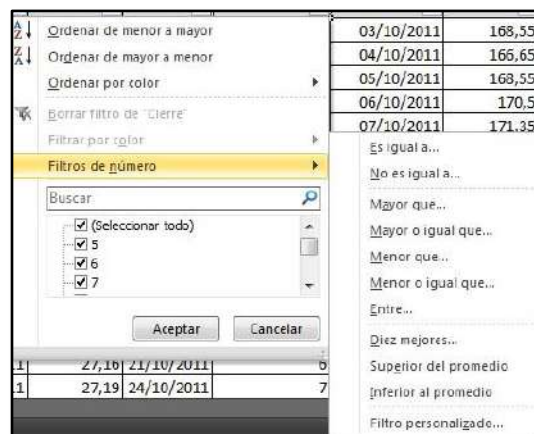 Ordenar de menor a mayor
Ordenar de mayor a menor
Ordenar por color
Borrar filtro de "Cierre"
Filtrar por color
Filtros de número
Buscar
(Seleccionar todo)
5
6
7
Aceptar Cancelar
03/10/2011 168,55
04/10/2011 166,65
05/10/2011 168,55
06/10/2011 170,5
07/10/2011 171,35
Es igual a...
No es igual a...
Mayor que...
Mayor o igual que...
Menor que...
Menor o igual que...
Entre...
Diez mejores...
Superior del promedio
Inferior al promedio
Filtro personalizado...
11 27,16 21/10/2011 6
11 27,19 24/10/2011 7